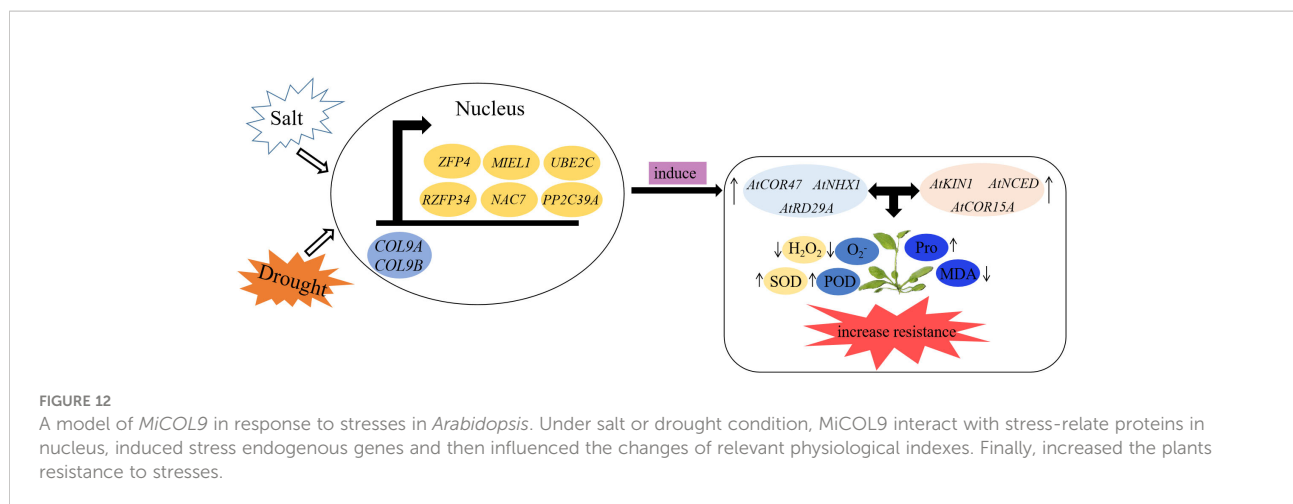 Salt
Drought
Nucleus
ZFP4 MIEL1 UBE2C
RZFP34 NAC7 PP2C39A
COL9A
COL9B
induce
↑ AtCOR47 AtNHX1
AtRD29A
AtKIN1 AtNCED ↑
AtCOR15A
↓ H₂O₂ ↓ O₂⁻ Pro ↑
↑ SOD ↑ POD MDA ↓
increase resistance
FIGURE 12
A model of MiCOL9 in response to stresses in Arabidopsis. Under salt or drought condition, MiCOL9 interact with stress-relate proteins in
nucleus, induced stress endogenous genes and then influenced the changes of relevant physiological indexes. Finally, increased the plants
resistance to stresses.